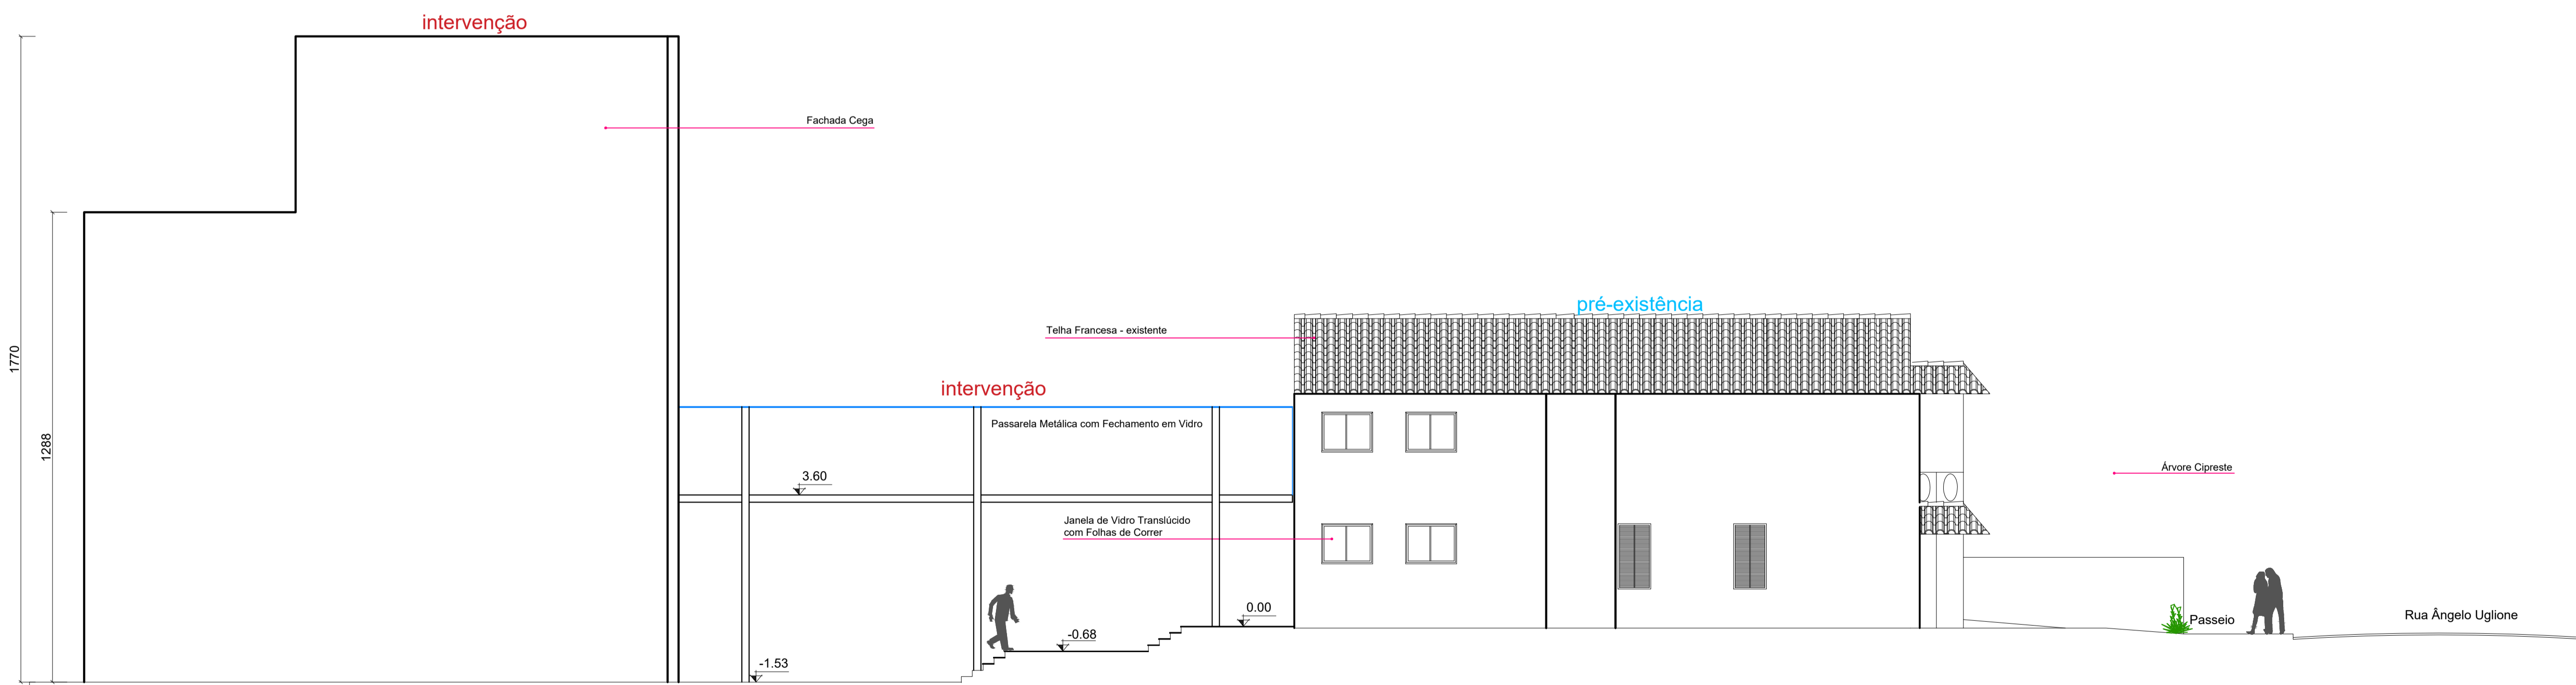 intervenção
Fachada Cega
pré-existência
Telha Francesa - existente
intervenção
Passarela Metálica com Fechamento em Vidro
1770
1288
3.60
Árvore Cipreste
Janela de Vidro Translúcido
com Folhas de Correr
0.00
-0.68
-1.53
Passeio
Rua Ângelo Uglione